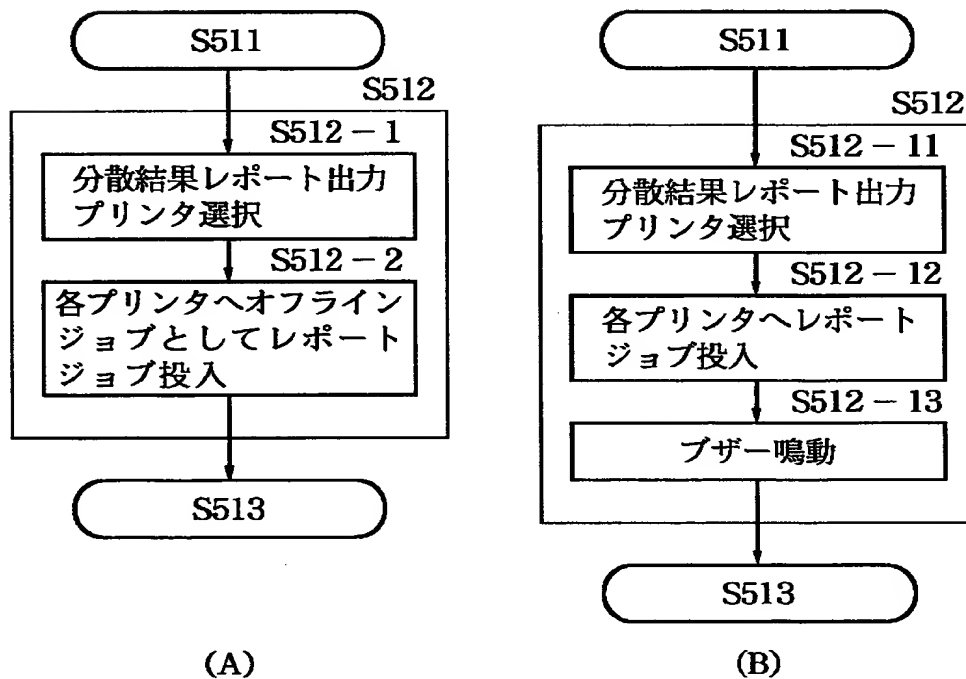 S511
S512
S512－1
分散結果レポート出力
プリンタ選択
S512－2
各プリンタへオフライン
ジョブとしてレポート
ジョブ投入
S513
(A)
S511
S512
S512－11
分散結果レポート出力
プリンタ選択
S512－12
各プリンタへレポート
ジョブ投入
S512－13
ブザー鳴動
S513
(B)